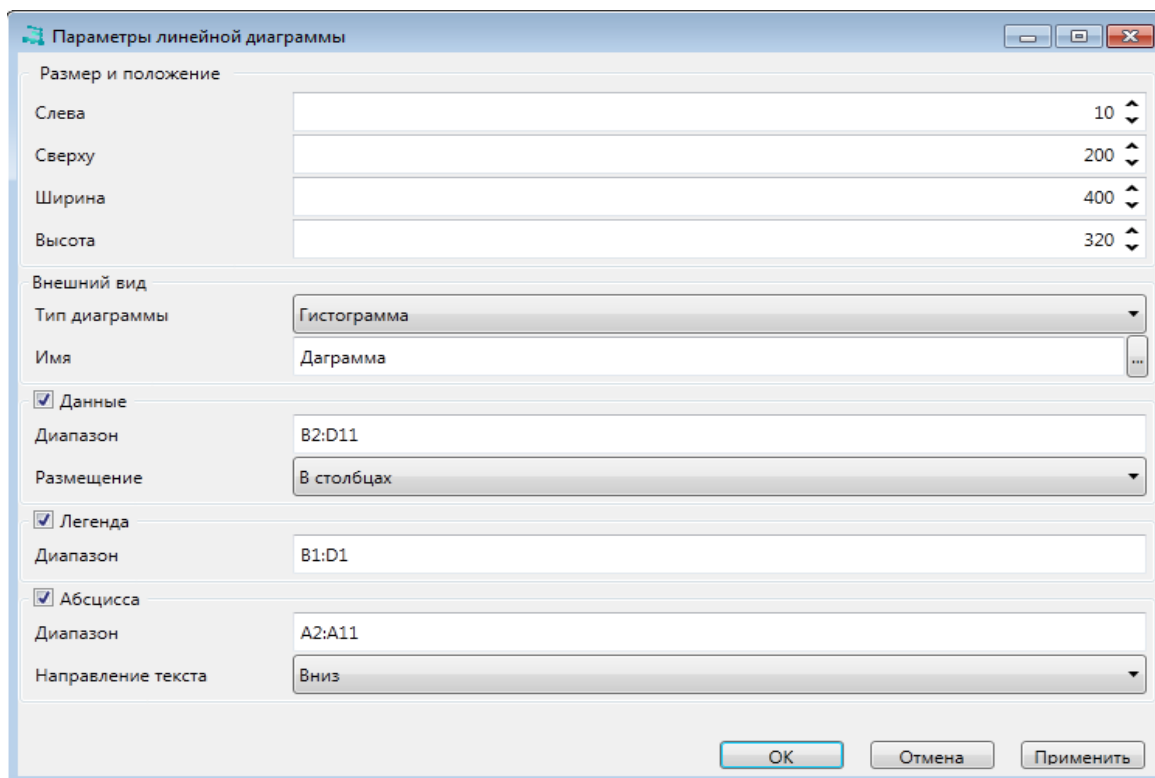 Параметры линейной диаграммы
Размер и положение
Слева 10
Сверху 200
Ширина 400
Высота 320
Внешний вид
Тип диаграммы Гистограмма
Имя Даграмма ...
Данные
Диапазон B2:D11
Размещение В столбцах
Легенда
Диапазон B1:D1
Абсцисса
Диапазон A2:A11
Направление текста Вниз
ОК Отмена Применить